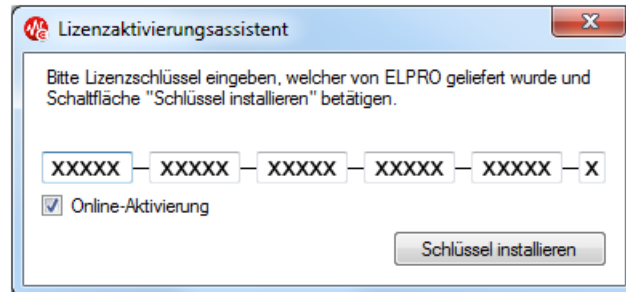 Lizenzaktivierungsassistent
Bitte Lizenzschlüssel eingeben, welcher von ELPRO geliefert wurde und
Schaltfläche "Schlüssel installieren" betätigen.
XXXXX — XXXXX — XXXXX — XXXXX — XXXXX — X
Online-Aktivierung
Schlüssel installieren